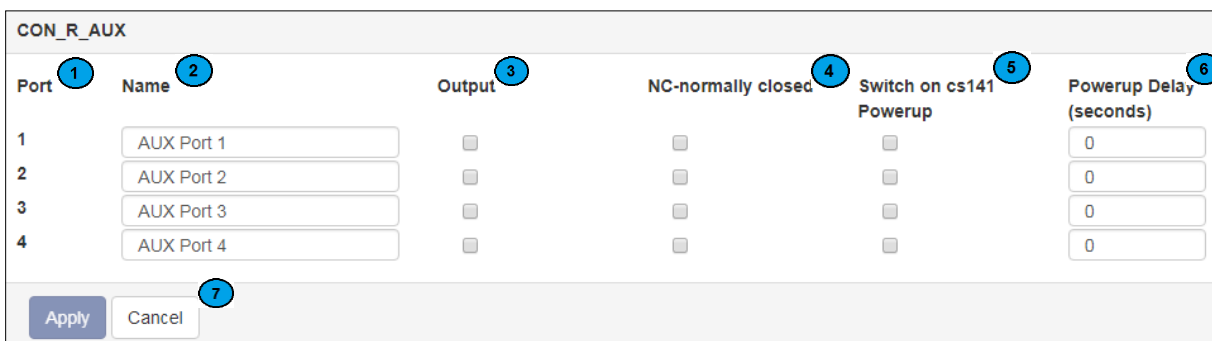 CON_R_AUX
1 2 3 4 5 6
Port Name Output NC-normally closed Switch on cs141 Powerup Delay
Powerup (seconds)
1 AUX Port 1 0
2 AUX Port 2 0
3 AUX Port 3 0
4 AUX Port 4 0
7
Apply Cancel